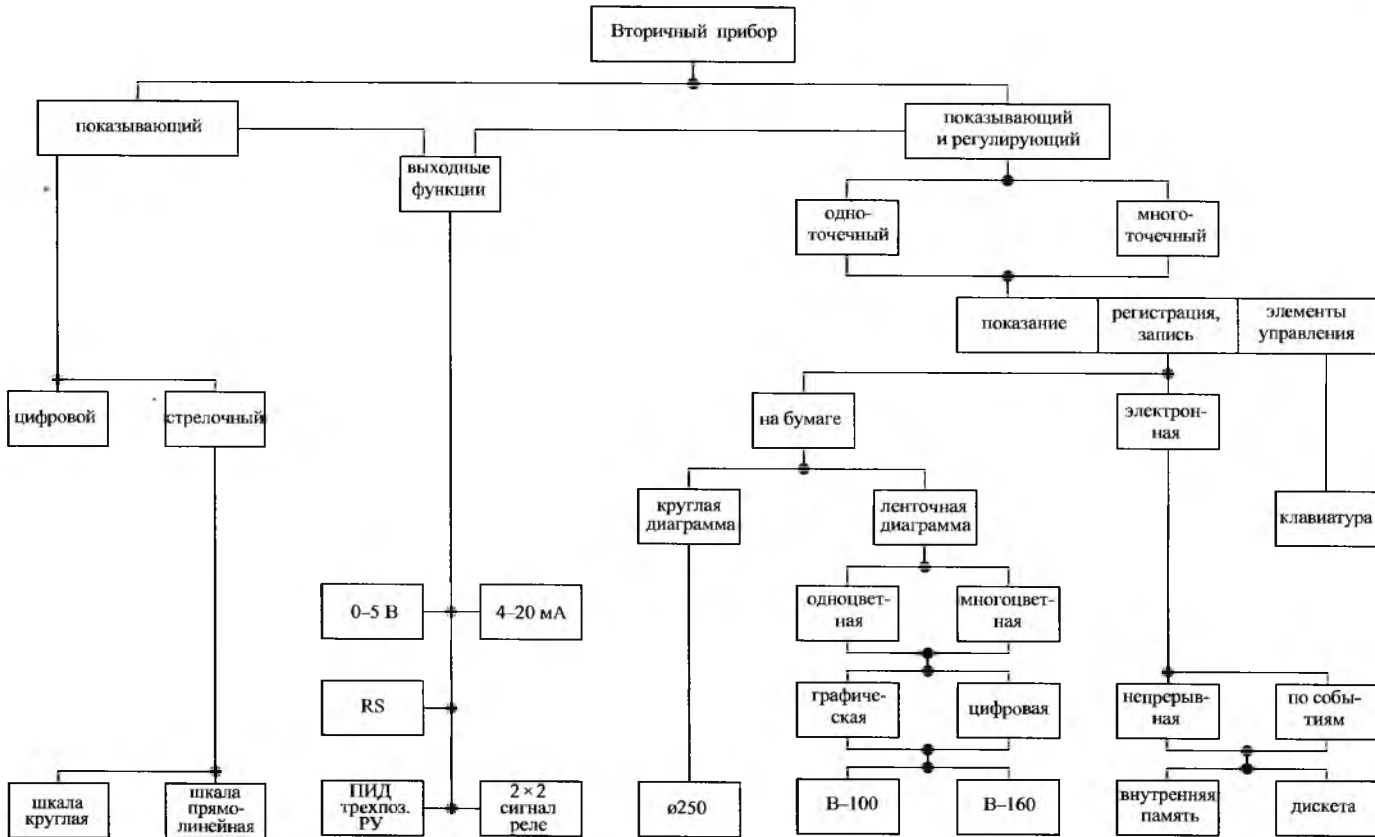 Вторичный прибор
показывающий
показывающий
и регулирующий
выходные
функции
одно-
точечный
много-
точечный
показание
регистрация,
запись
элементы
управления
цифровой
стрелочный
на бумаге
электрон-
ная
круглая
диаграмма
ленточная
диаграмма
клавиатура
0–5 В
4–20 мА
одноцвет-
ная
многоцвет-
ная
RS
графиче-
ская
цифровая
непрерыв-
ная
по собы-
тиям
шкала
круглая
шкала
прямо-
линейная
ПИД
трехпоз.
РУ
2 × 2
сигнал
реле
ø250
В–100
В–160
внутренняя
память
дискета